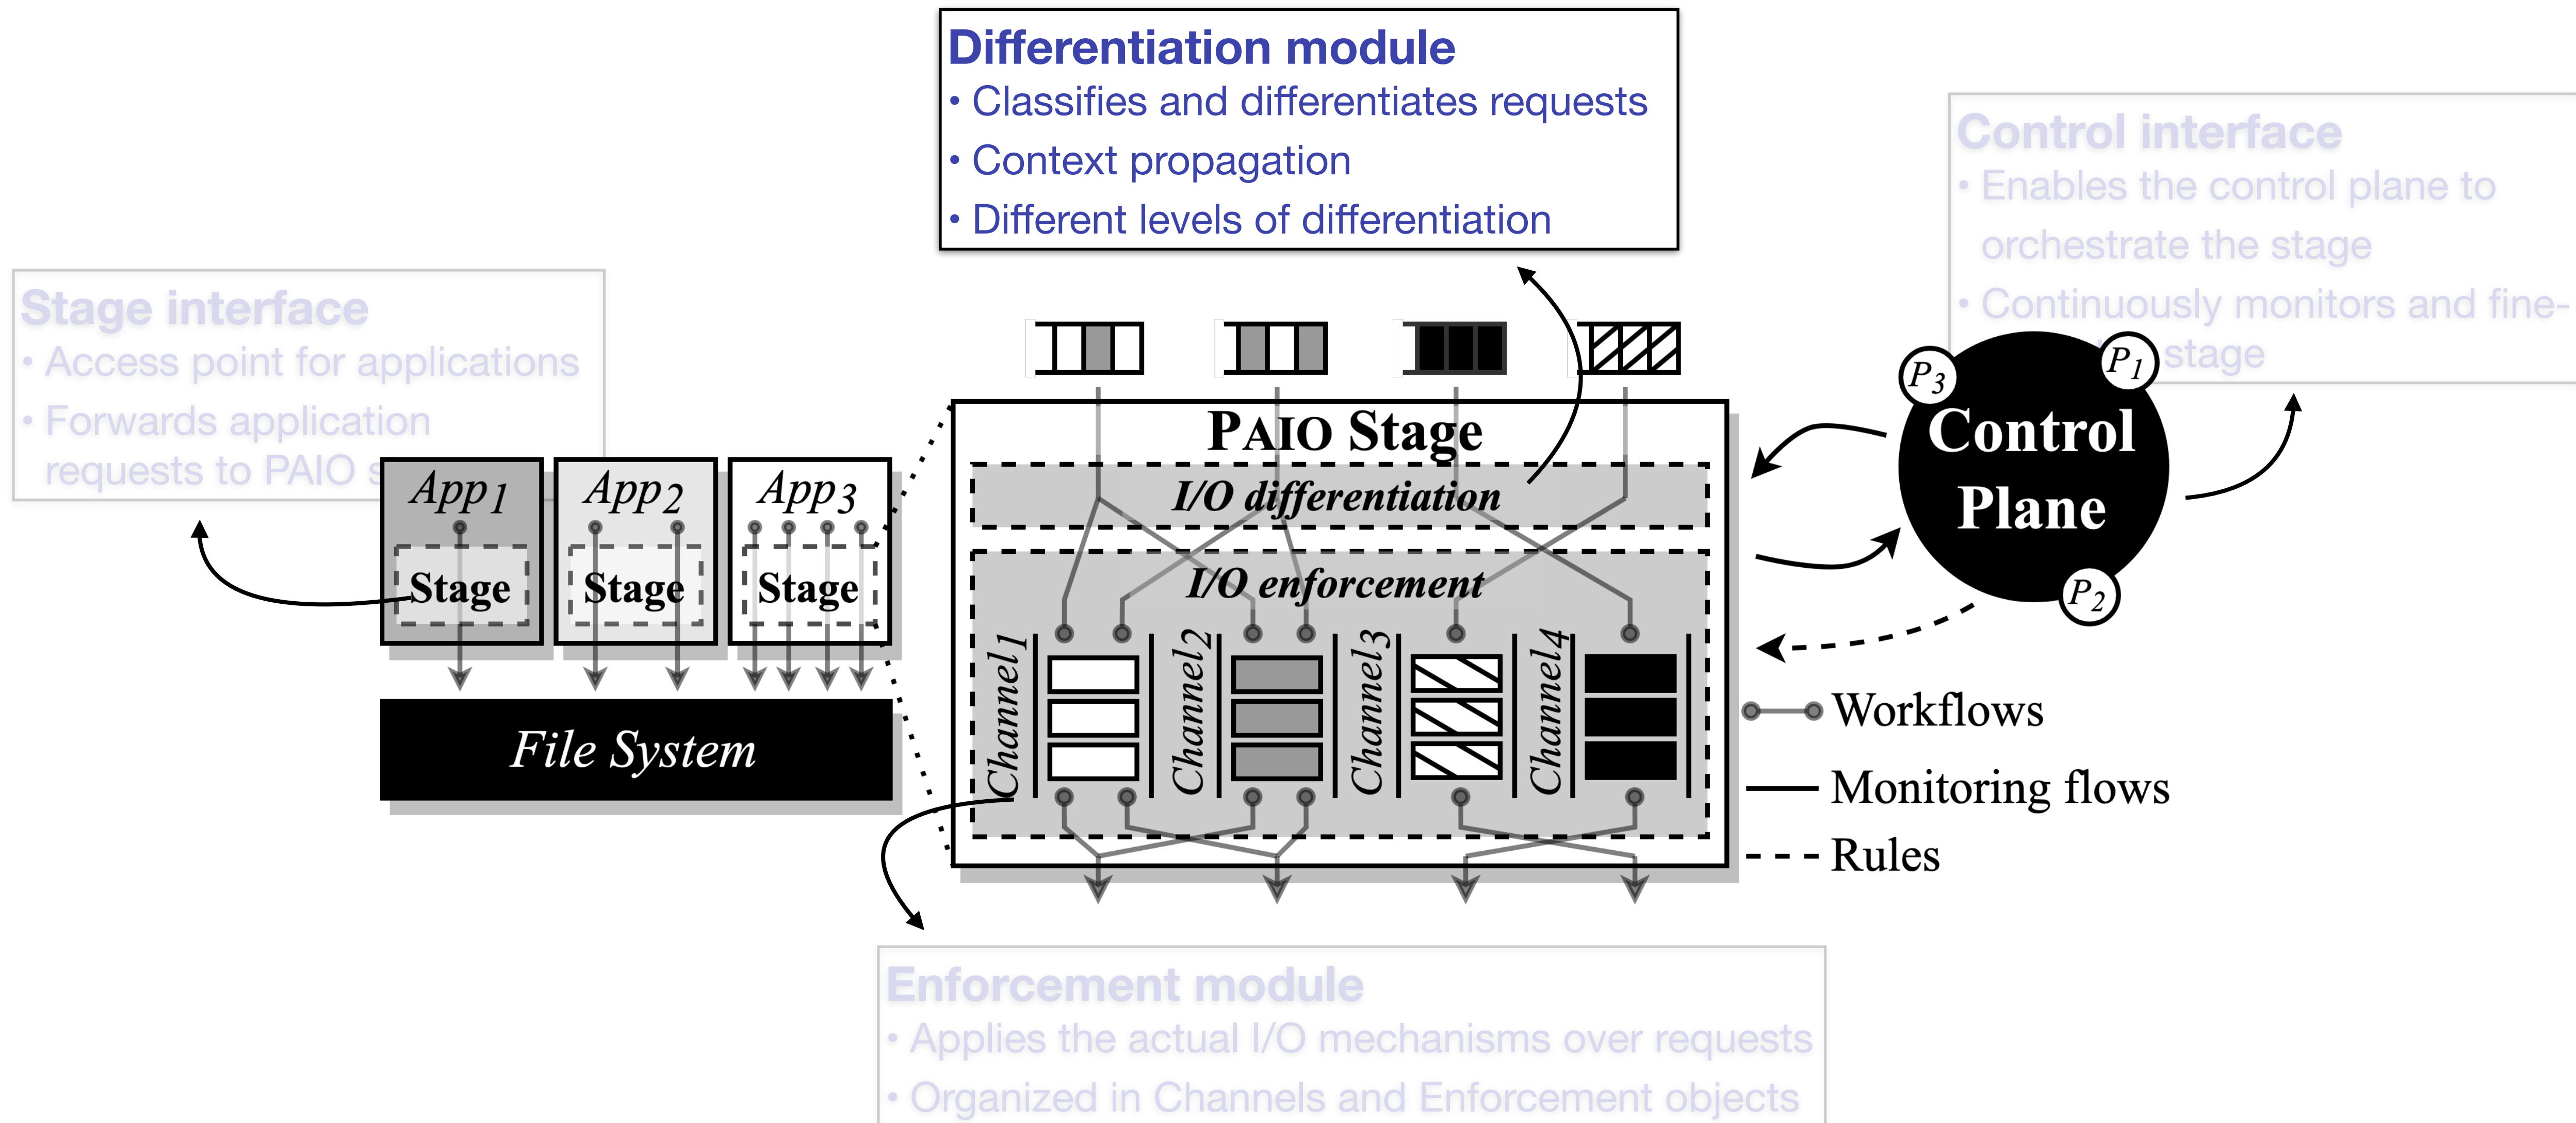 Differentiation module
• Classifies and differentiates requests
• Context propagation
• Different levels of differentiation
Control interface
• Enables the control plane to
orchestrate the stage
• Continuously monitors and fine-
stage
Stage interface
• Access point for applications
• Forwards application
requests to PAIO s
App1
App2
App3
Stage
Stage
Stage
File System
PAIO Stage
I/O differentiation
I/O enforcement
Channel1
Channel2
Channel3
Channel4
P3
P1
Control
Plane
P2
Workflows
Monitoring flows
Rules
Enforcement module
• Applies the actual I/O mechanisms over requests
• Organized in Channels and Enforcement objects